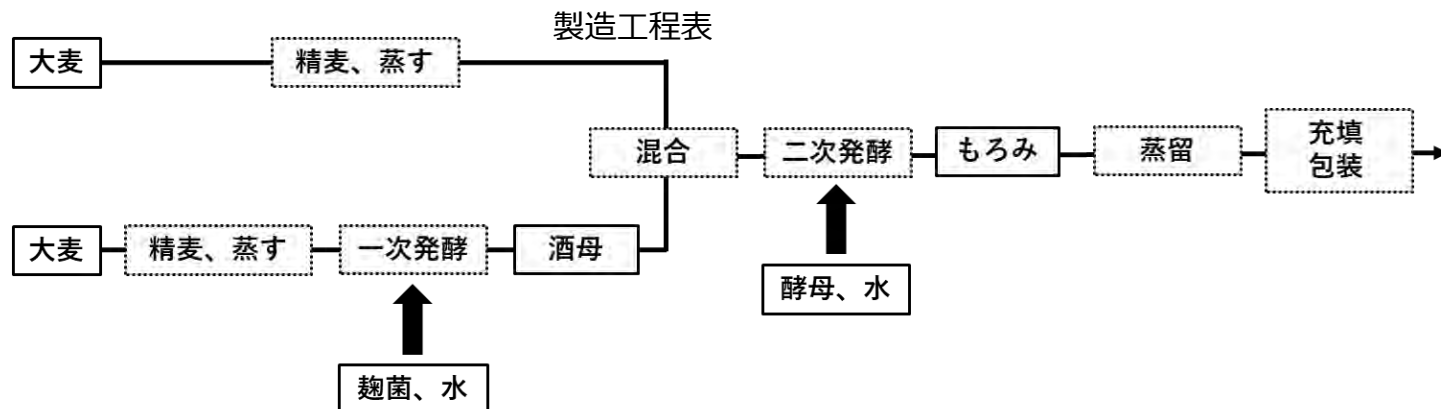 製造工程表
大麦
精麦、蒸す
混合
二次発酵
もろみ
蒸留
充填
包装
大麦
精麦、蒸す
一次発酵
酒母
酵母、水
麹菌、水